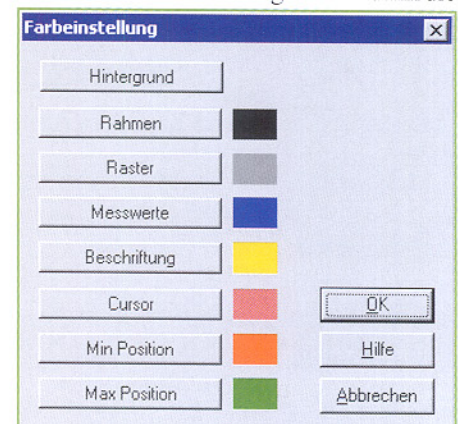 Farbeinstellung
Hintergrund
Rahmen
Raster
Messwerte
Beschriftung
Cursor
OK
Min Position
Hilfe
Max Position
Abbrechen